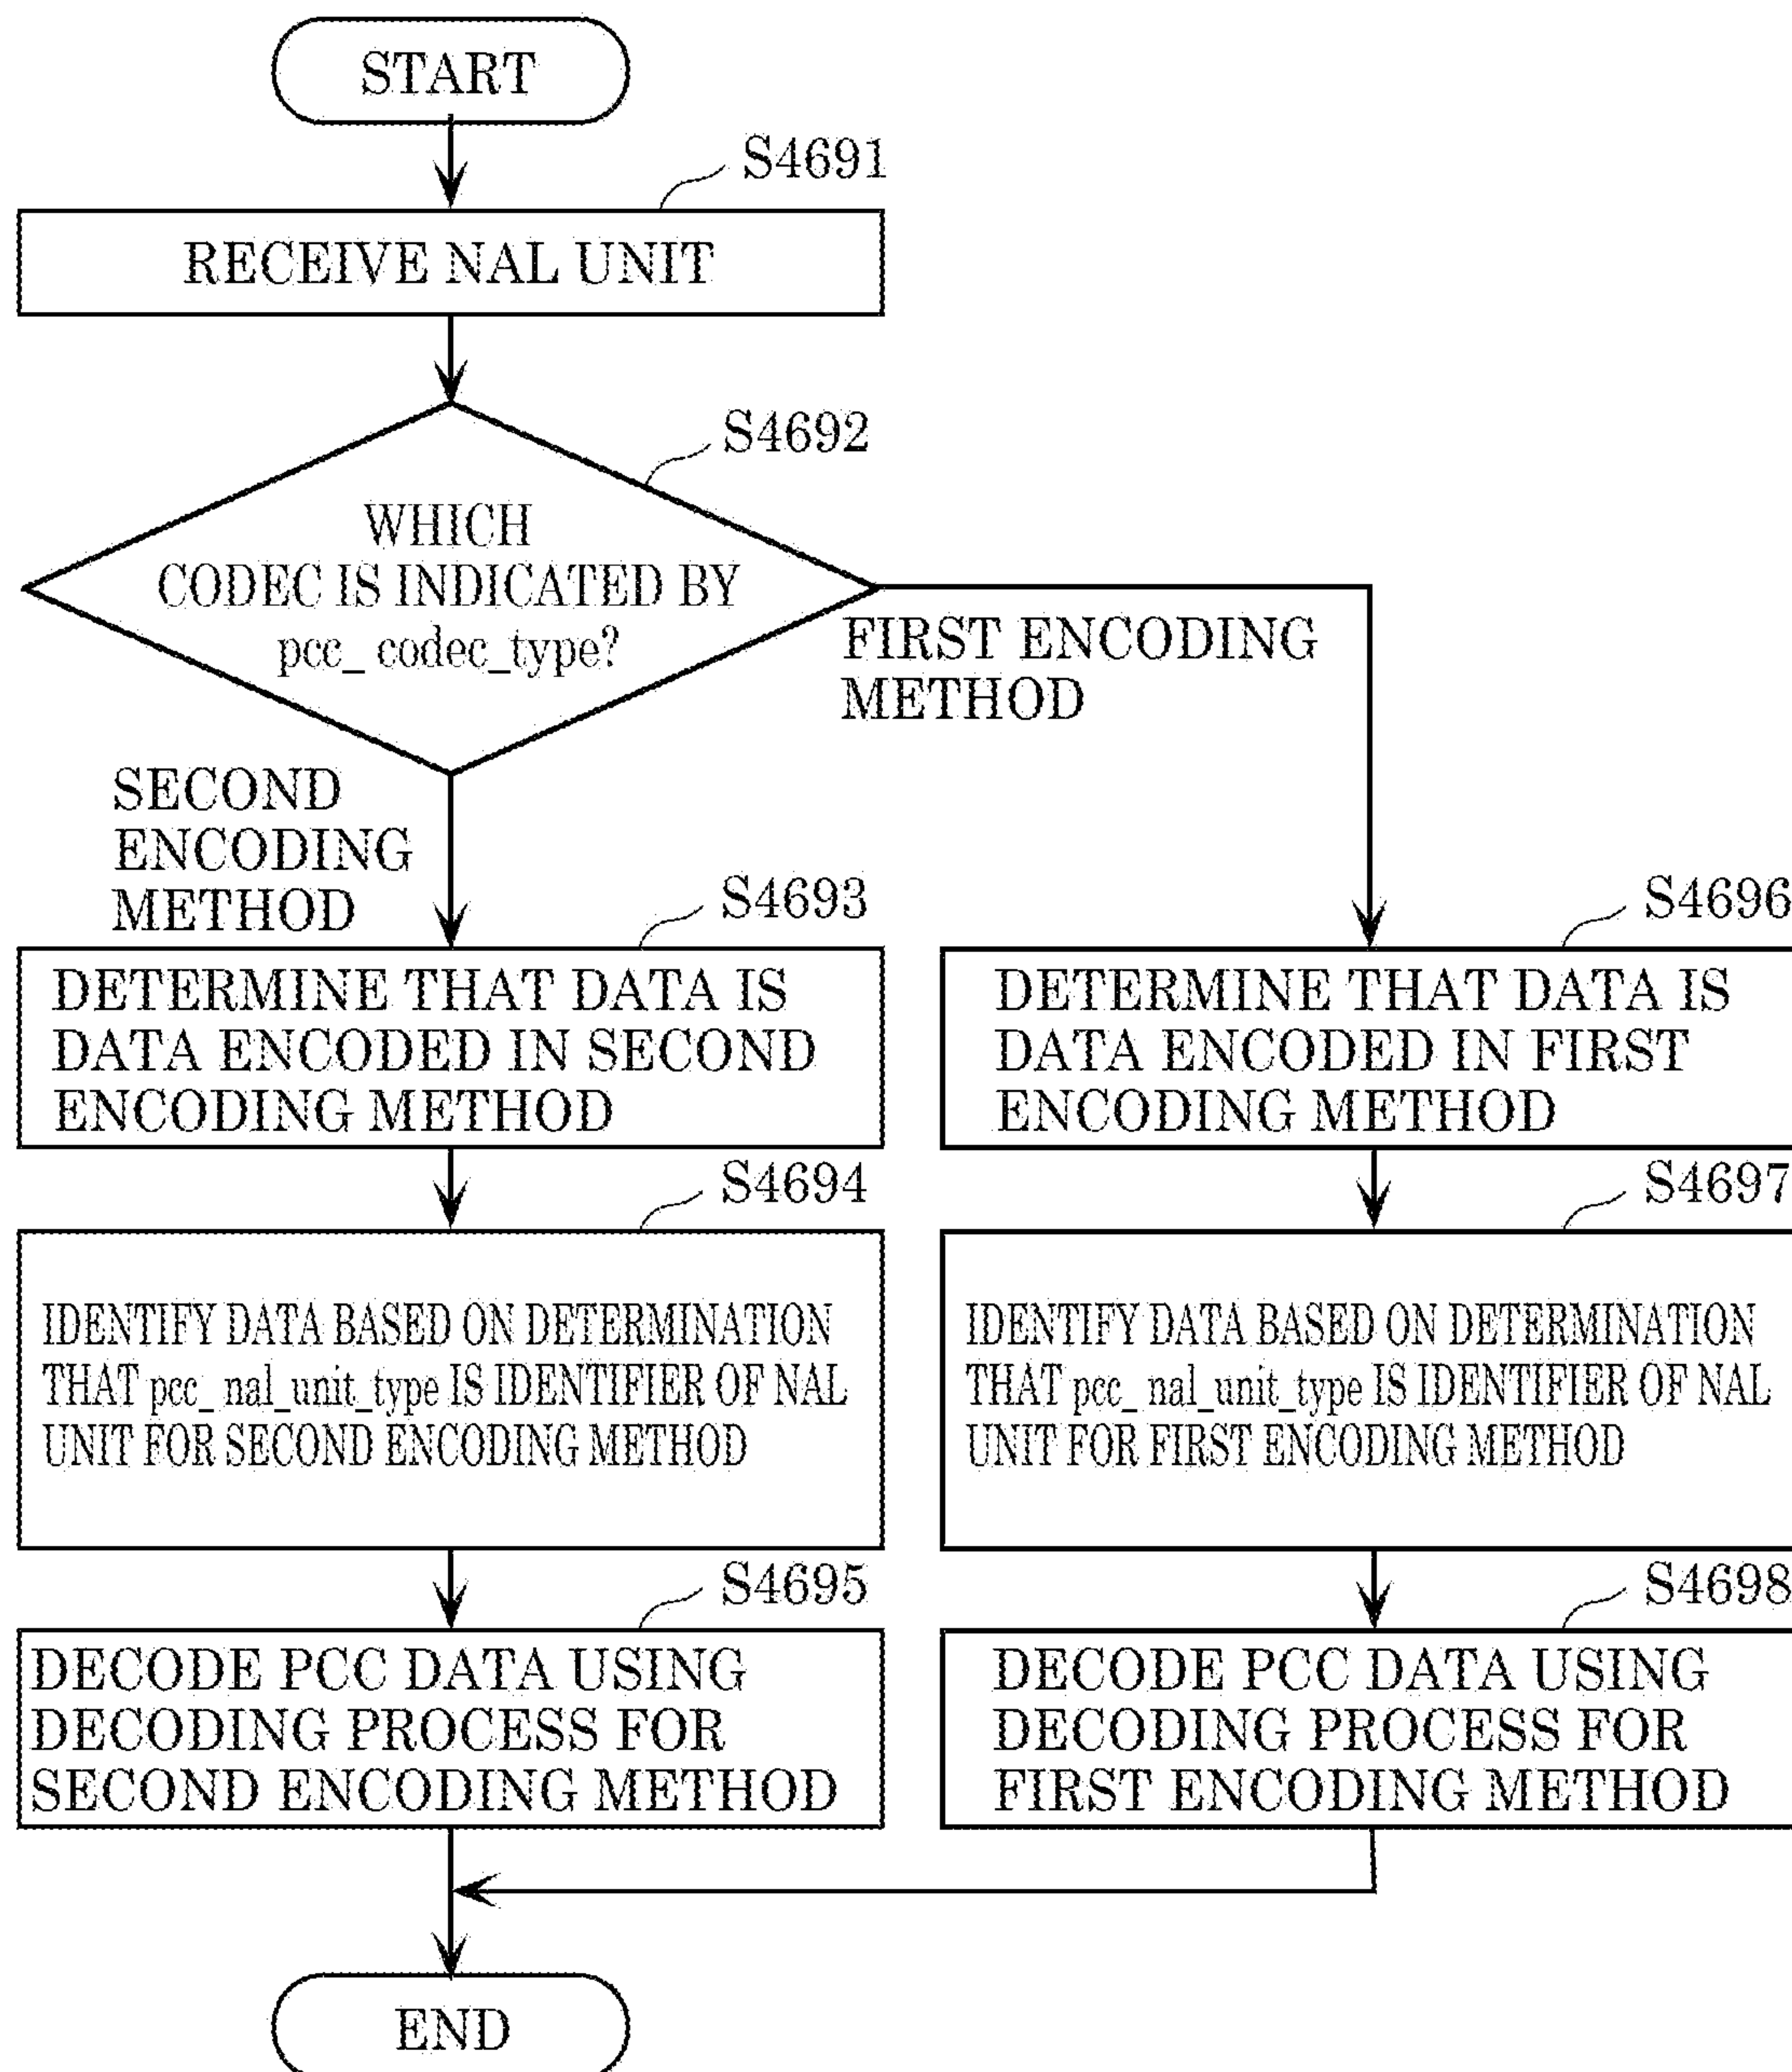 START
S4691
RECEIVE NAL UNIT
S4692
WHICH
CODEC IS INDICATED BY
pcc_ codec_type?
FIRST ENCODING
METHOD
SECOND
ENCODING
METHOD
S4693
DETERMINE THAT DATA IS
DATA ENCODED IN SECOND
ENCODING METHOD
S4696
DETERMINE THAT DATA IS
DATA ENCODED IN FIRST
ENCODING METHOD
S4694
IDENTIFY DATA BASED ON DETERMINATION
THAT pcc_ nal_unit_type IS IDENTIFIER OF NAL
UNIT FOR SECOND ENCODING METHOD
S4697
IDENTIFY DATA BASED ON DETERMINATION
THAT pcc_ nal_unit_type IS IDENTIFIER OF NAL
UNIT FOR FIRST ENCODING METHOD
S4695
DECODE PCC DATA USING
DECODING PROCESS FOR
SECOND ENCODING METHOD
S4698
DECODE PCC DATA USING
DECODING PROCESS FOR
FIRST ENCODING METHOD
END